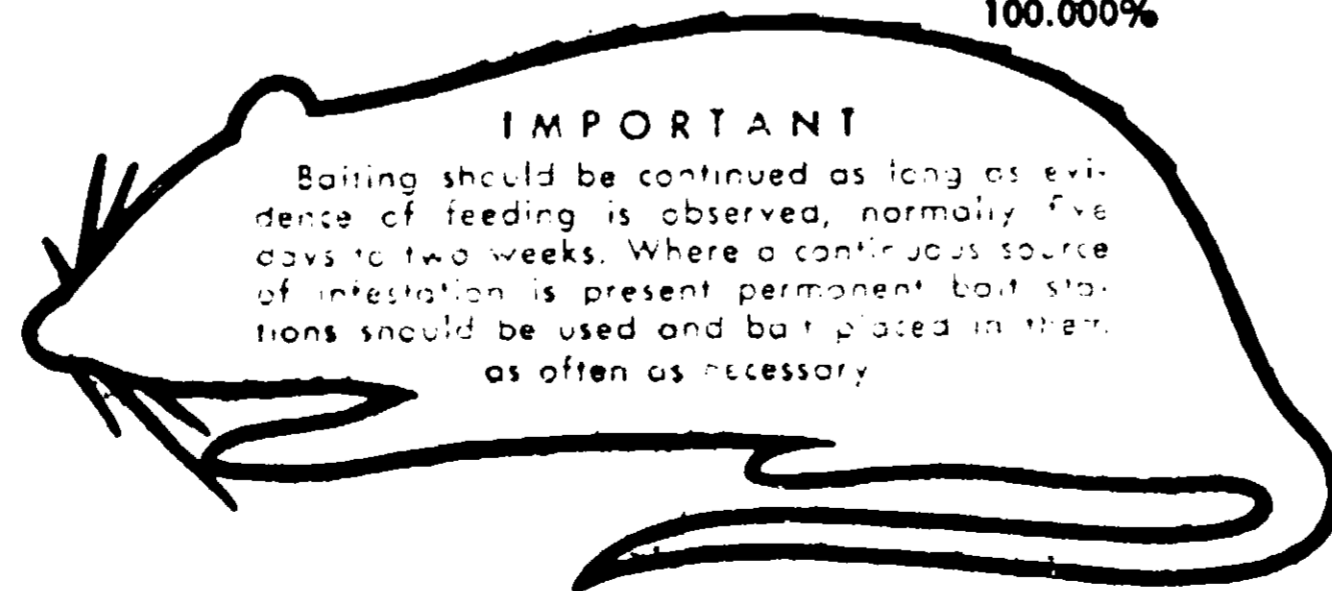 100.000%
IMPORTANT
Baiting should be continued as long as evi-
dence of feeding is observed, normally five
days to two weeks. Where a continuous source
of infestation is present permanent bait sta-
tions should be used and bait placed in them
as often as necessary